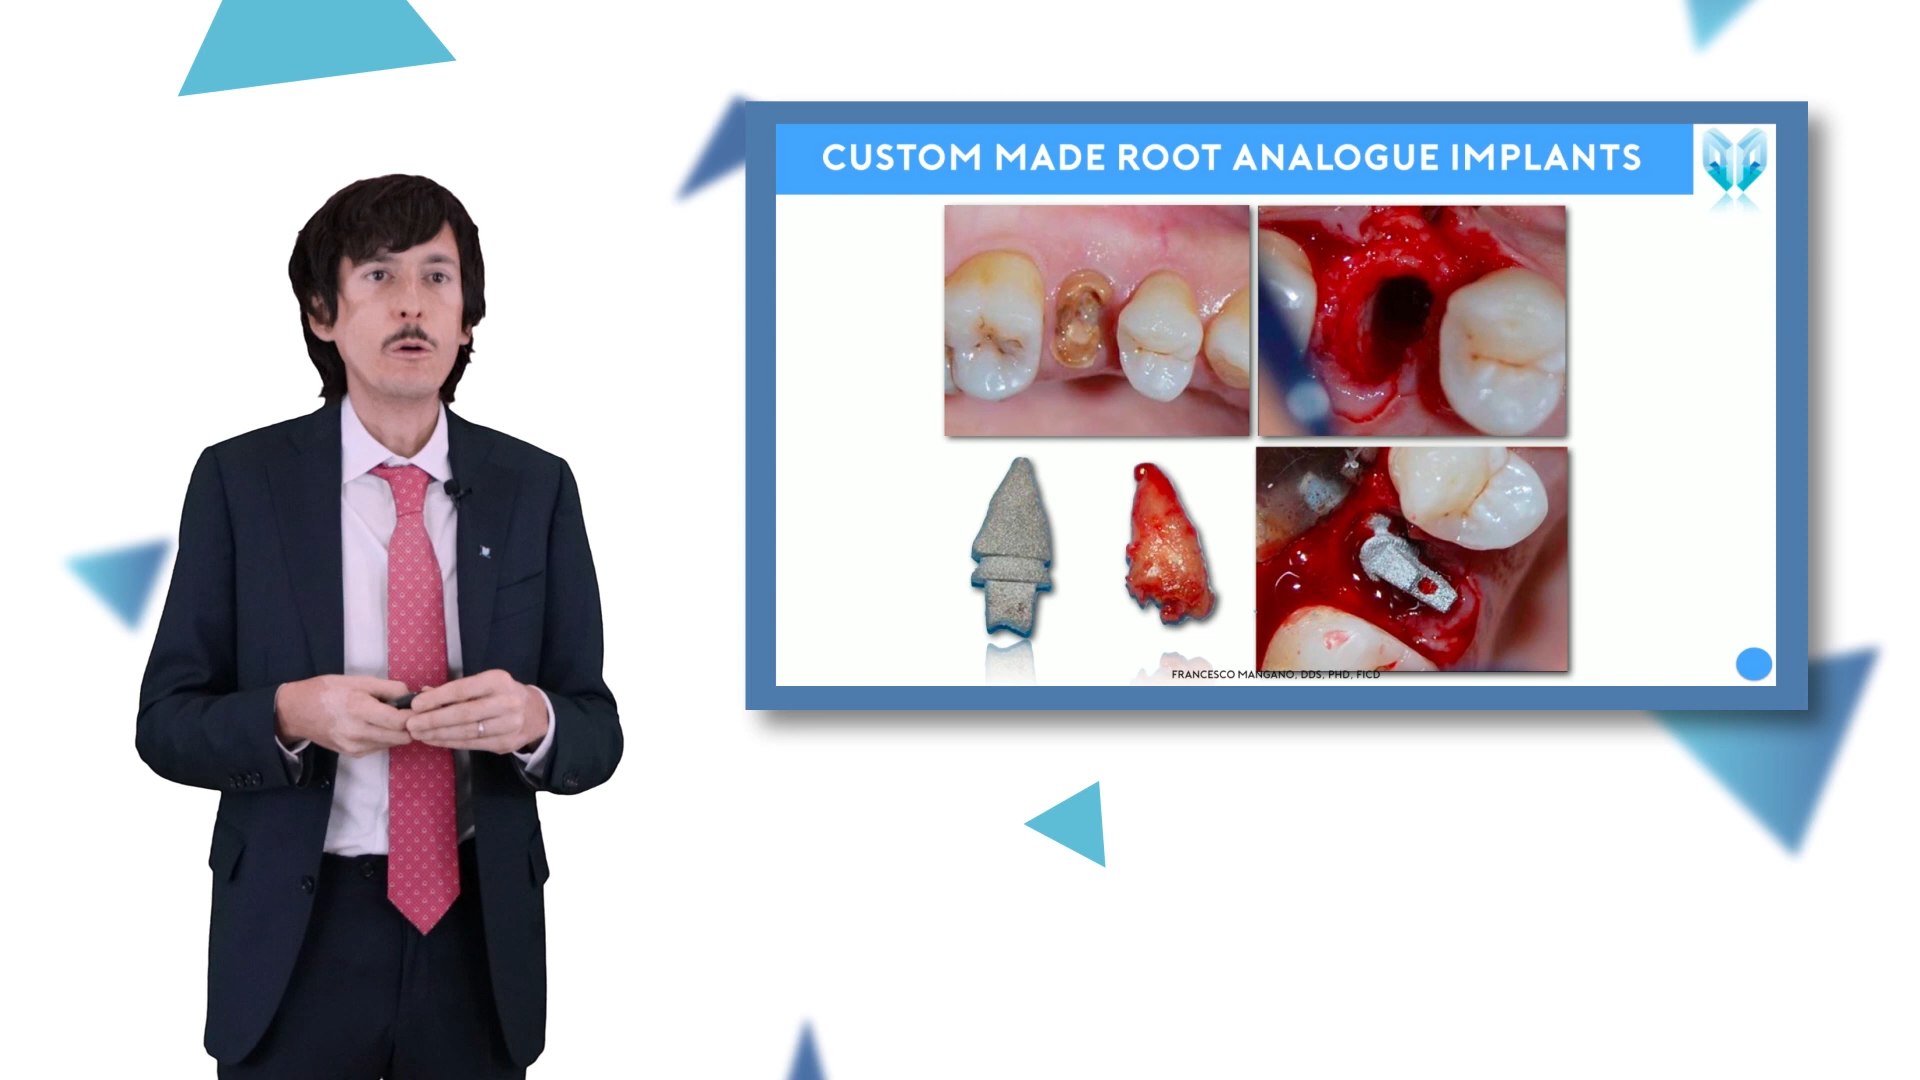 CUSTOM MADE ROOT ANALOGUE IMPLANTS
FRANCESCO MANGANO, DDS, PHD, FICD